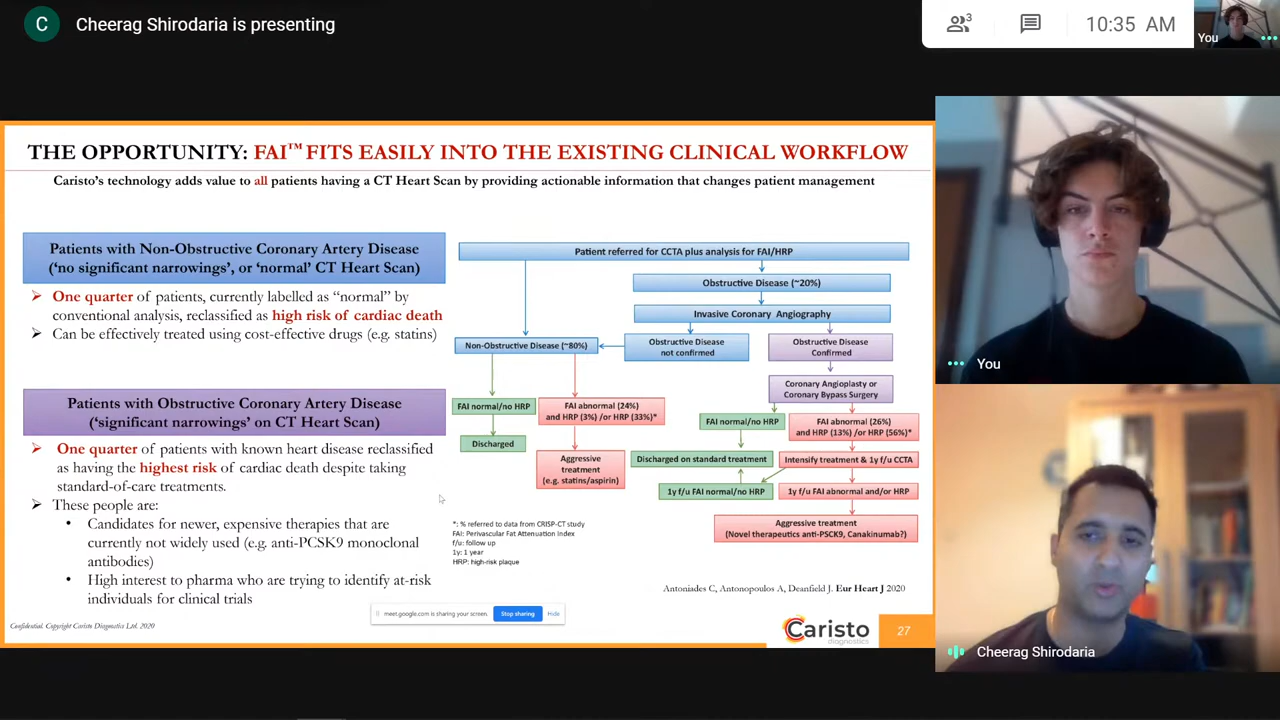 C
Cheerag Shirodaria is presenting
3
10:35 AM
You
THE OPPORTUNITY: FAI™ FITS EASILY INTO THE EXISTING CLINICAL WORKFLOW
Caristo's technology adds value to all patients having a CT Heart Scan by providing actionable information that changes patient management
Patients with Non-Obstructive Coronary Artery Disease
('no significant narrowings', or 'normal' CT Heart Scan)
One quarter of patients, currently labelled as "normal" by
conventional analysis, reclassified as high risk of cardiac death
Can be effectively treated using cost-effective drugs (e.g. statins)
Patients with Obstructive Coronary Artery Disease
('significant narrowings' on CT Heart Scan)
One quarter of patients with known heart disease reclassified
as having the highest risk of cardiac death despite taking
standard-of-care treatments.
These people are:
• Candidates for newer, expensive therapies that are
currently not widely used (e.g. anti-PCSK9 monoclonal
antibodies)
• High interest to pharma who are trying to identify at-risk
individuals for clinical trials
Patient referred for CCTA plus analysis for FAI/HRP
Obstructive Disease (~20%)
Invasive Coronary Angiography
Non-Obstructive Disease (~80%)
Obstructive Disease
not confirmed
Obstructive Disease
Confirmed
Coronary Angioplasty or
Coronary Bypass Surgery
FAI normal/no HRP
FAI abnormal (24%)
and HRP (3%) /or HRP (33%)*
FAI normal/no HRP
FAI abnormal (26%)
and HRP (13%) /or HRP (56%)*
Discharged
Aggressive
treatment
(e.g. statins/aspirin)
Discharged on standard treatment
Intensify treatment & 1y f/u CCTA
1y f/u FAI normal/no HRP
1y f/u FAI abnormal and/or HRP
Aggressive treatment
(Novel therapeutics anti-PSCK9, Canakinumab?)
*: % referred to data from CRISP-CT study
FAI: Perivascular Fat Attenuation Index
f/u: follow up
1y: 1 year
HRP: high-risk plaque
Antoniades C, Antonopoulos A, Deanfield J. Eur Heart J 2020
meet.google.com is sharing your screen.
Stop sharing
Hide
Confidential. Copyright Caristo Diagnostics Ltd. 2020
Caristo
diagnostics
27
You
Cheerag Shirodaria